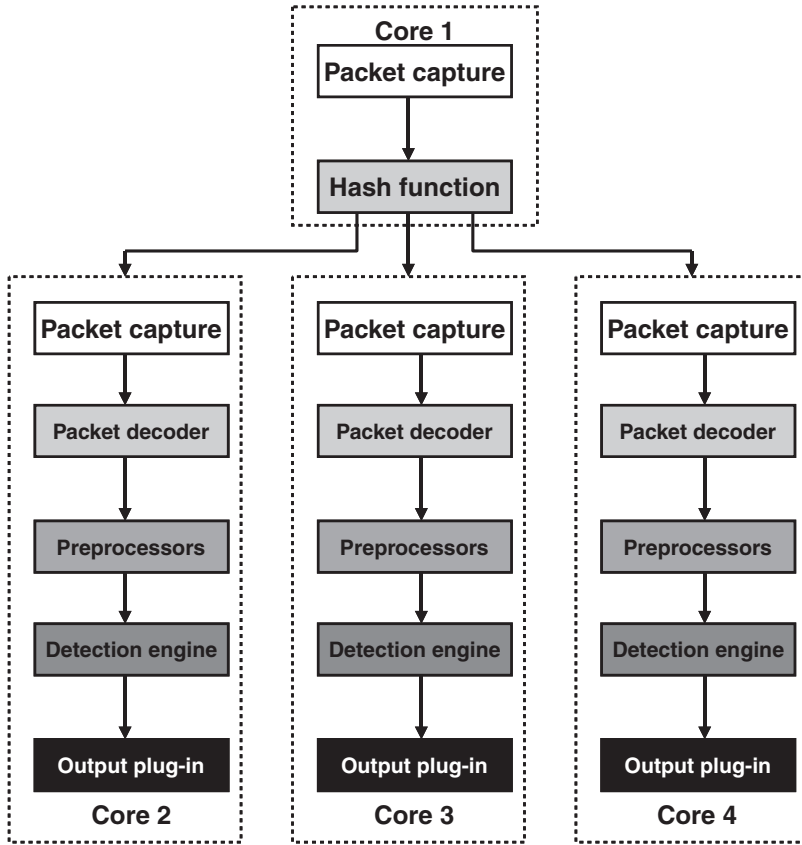 Core 1
Packet capture
Hash function
Packet capture
Packet decoder
Preprocessors
Detection engine
Output plug-in
Core 2
Packet capture
Packet decoder
Preprocessors
Detection engine
Output plug-in
Core 3
Packet capture
Packet decoder
Preprocessors
Detection engine
Output plug-in
Core 4